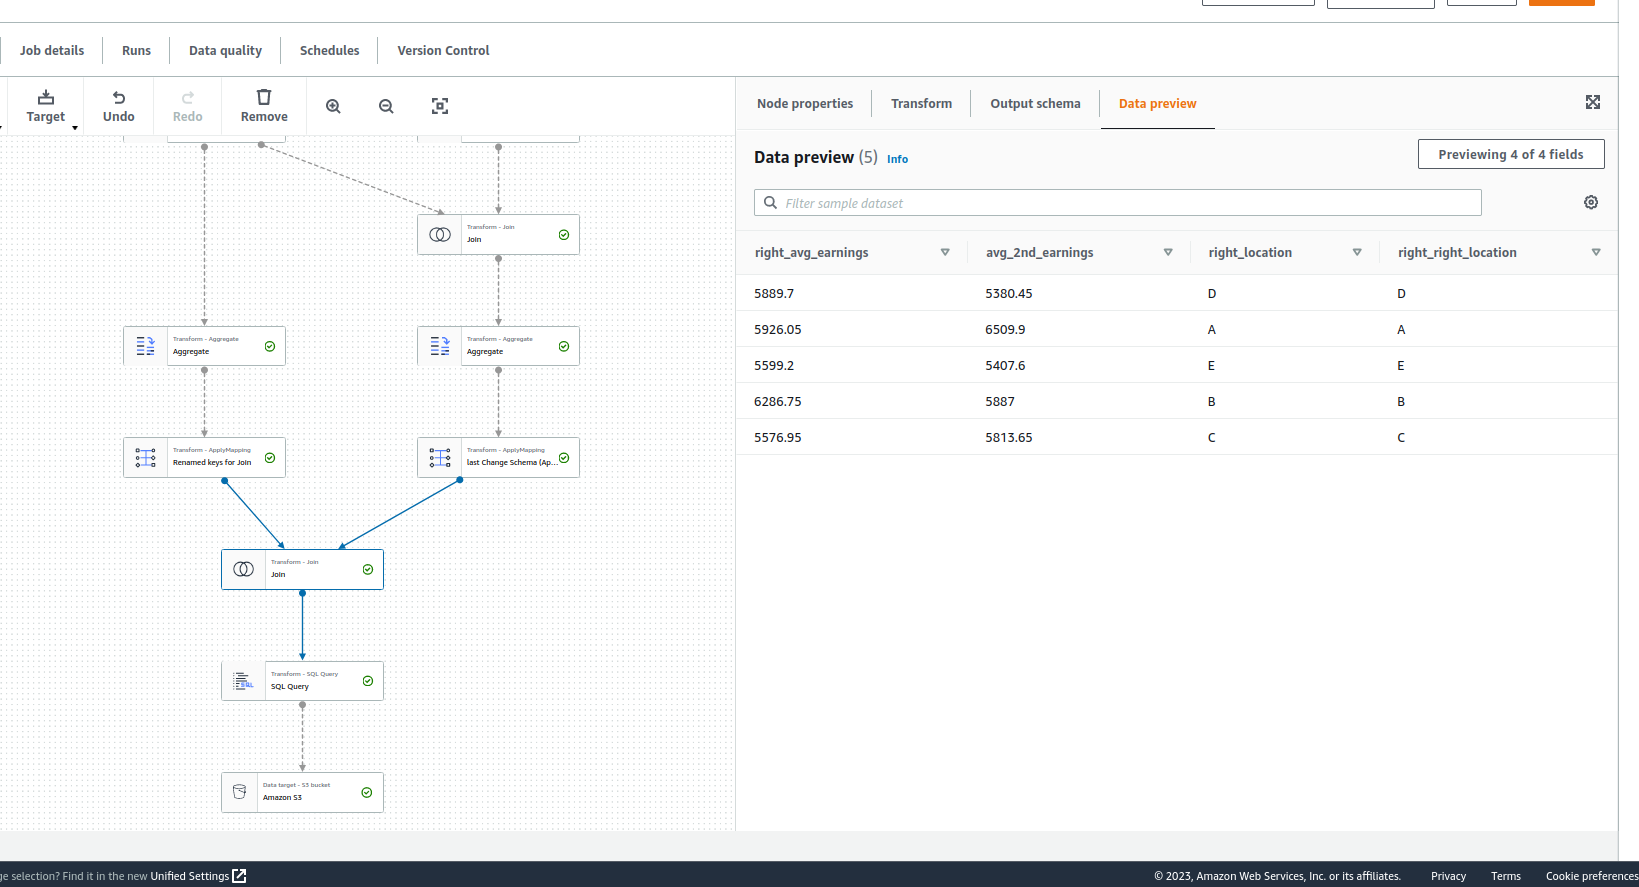 Job details
Runs
Data quality
Schedules
Version Control
Target
Undo
Redo
Remove
Node properties
Transform
Output schema
Data preview
Data preview (5) Info
Previewing 4 of 4 fields
Filter sample dataset
right_avg_earnings avg_2nd_earnings right_location right_right_location
5889.7 5380.45 D D
5926.05 6509.9 A A
5599.2 5407.6 E E
6286.75 5887 B B
5576.95 5813.65 C C
Transform - Join
Join
Transform - Aggregate
Aggregate
Transform - Aggregate
Aggregate
Transform - ApplyMapping
Renamed keys for Join
Transform - ApplyMapping
last Change Schema (Ap...
Transform - Join
Join
Transform - SQL Query
SQL Query
Data target - S3 bucket
Amazon S3
ge selection? Find it in the new Unified Settings
© 2023, Amazon Web Services, Inc. or its affiliates.
Privacy
Terms
Cookie preferences